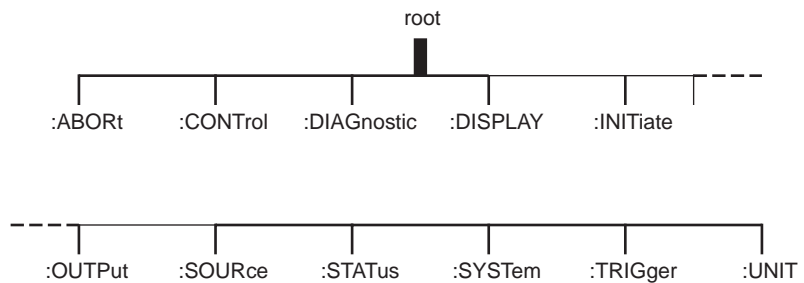 root
:ABORt :CONTrol :DIAGnostic :DISPLAY :INITiate
:OUTPut :SOURce :STATus :SYSTem :TRIGger :UNIT